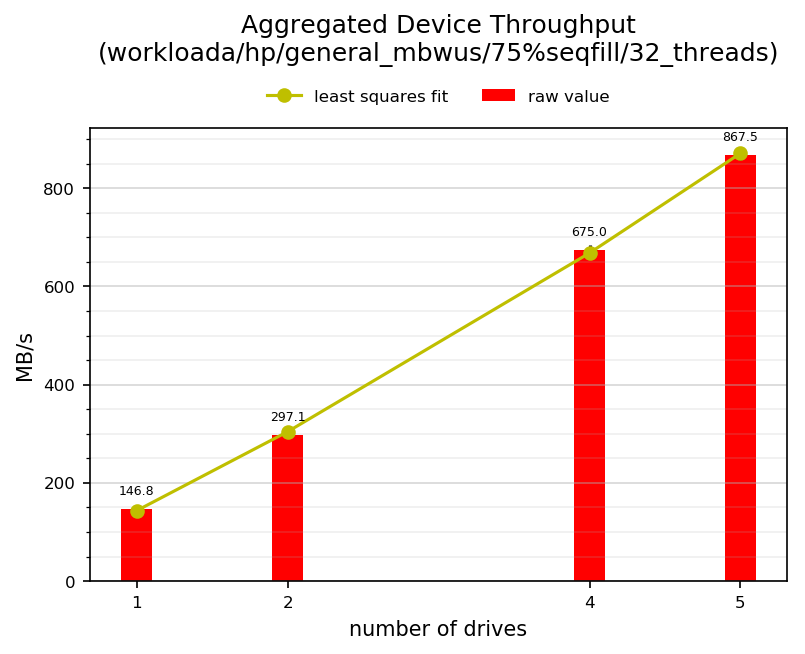 Aggregated Device Throughput
(workloada/hp/general_mbwus/75%seqfill/32_threads)
least squares fit
raw value
867.5
800
675.0
600
MB/s
400
297.1
200
146.8
0
1
2
4
5
number of drives